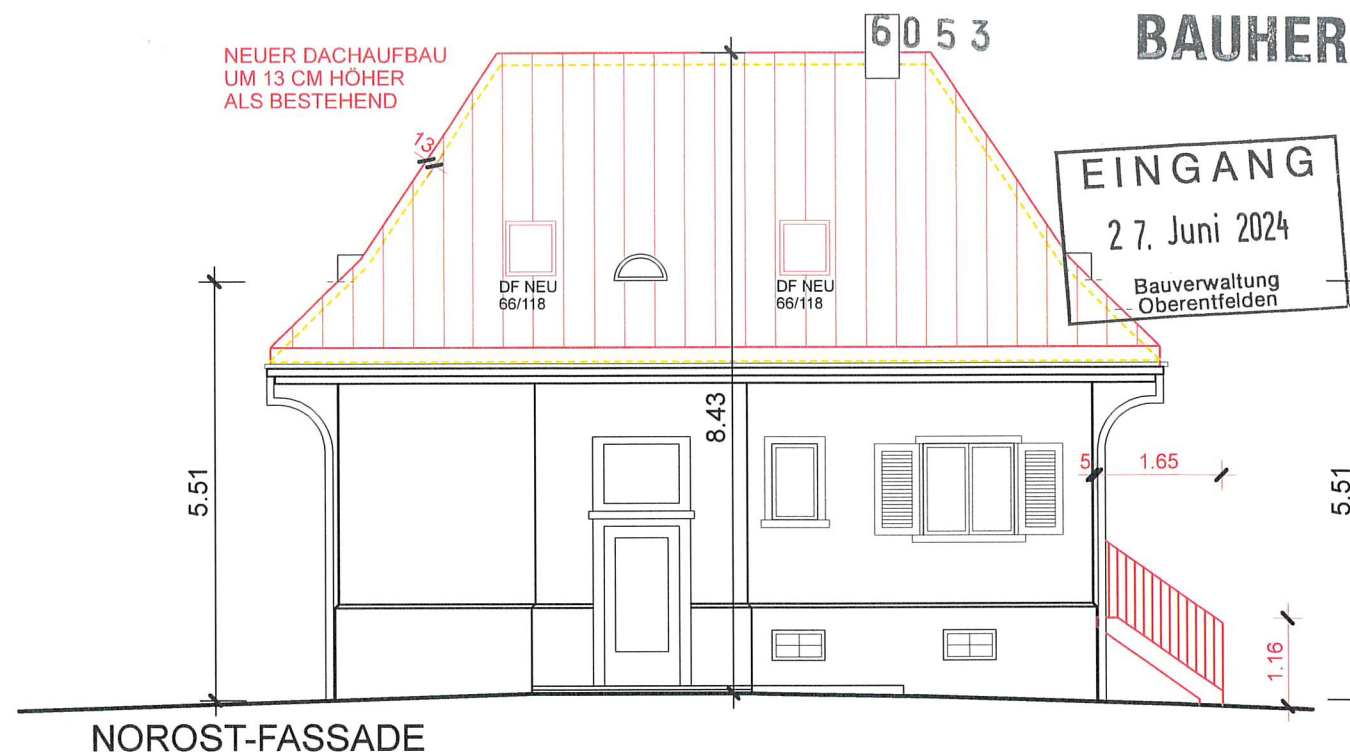 6053
BAUHER
NEUER DACHAUFBAU
UM 13 CM HÖHER
ALS BESTEHEND
13
EINGANG
27. Juni 2024
Bauverwaltung
Oberentfelden
DF NEU
66/118
DF NEU
66/118
8.43
5.51
5
1.65
5.51
1.16
NOROST-FASSADE